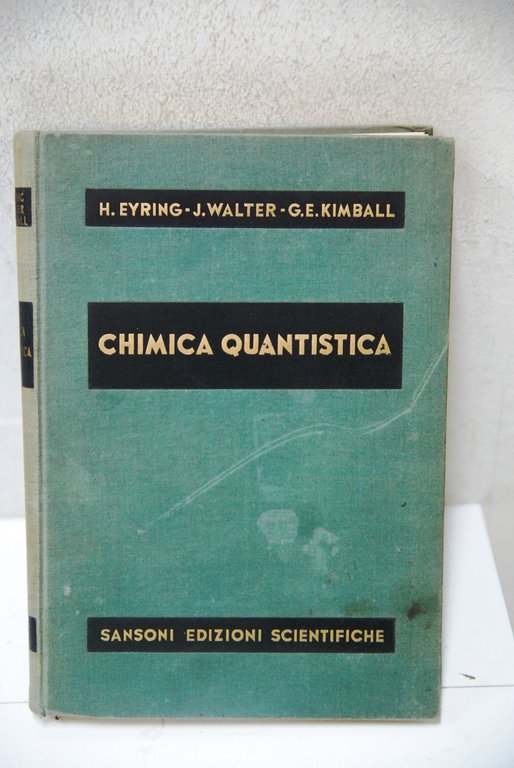 H. EYRING-J. WALTER-G.E. KIMBALL
CHIMICA QUANTISTICA
SANSONI EDIZIONI SCIENTIFICHE